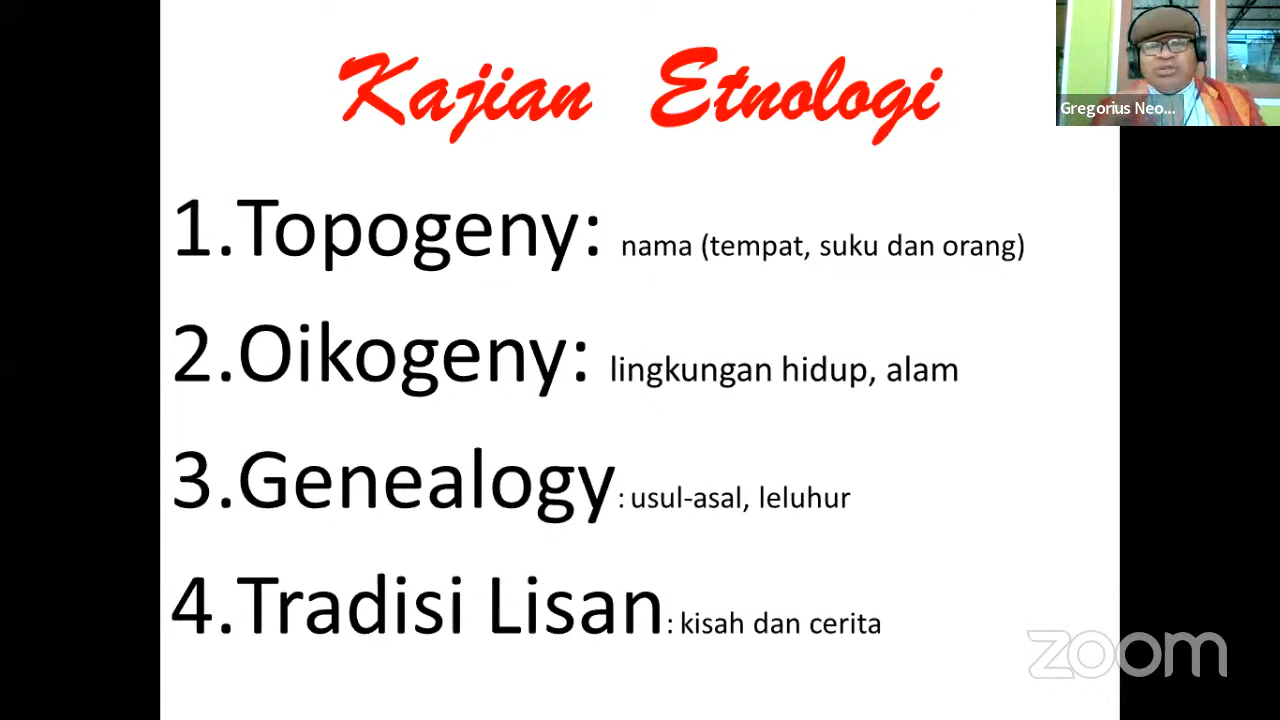 Kajian Etnologi
Gregorius Neo...
1.Topogeny: nama (tempat, suku dan orang)
2.Oikogeny: lingkungan hidup, alam
3.Genealogy: usul-asal, leluhur
4.Tradisi Lisan: kisah dan cerita
zoom